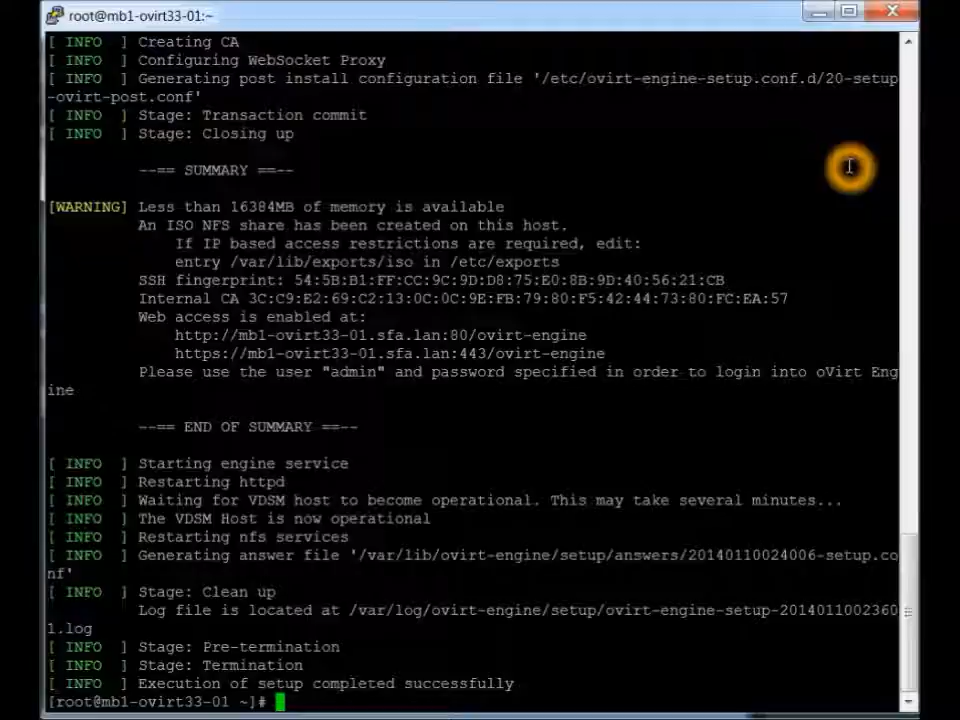 root@mb1-ovirt33-01:~
[ INFO  ] Creating CA
[ INFO  ] Configuring WebSocket Proxy
[ INFO  ] Generating post install configuration file '/etc/ovirt-engine-setup.conf.d/20-setup
-ovirt-post.conf'
[ INFO  ] Stage: Transaction commit
[ INFO  ] Stage: Closing up
--== SUMMARY ==--
[WARNING] Less than 16384MB of memory is available
An ISO NFS share has been created on this host.
If IP based access restrictions are required, edit:
entry /var/lib/exports/iso in /etc/exports
SSH fingerprint: 54:5B:B1:FF:CC:9C:9D:D8:75:E0:8B:9D:40:56:21:CB
Internal CA 3C:C9:E2:69:C2:13:0C:0C:9E:FB:79:80:F5:42:44:73:80:FC:EA:57
Web access is enabled at:
http://mb1-ovirt33-01.sfa.lan:80/ovirt-engine
https://mb1-ovirt33-01.sfa.lan:443/ovirt-engine
Please use the user "admin" and password specified in order to login into oVirt Eng
ine
--== END OF SUMMARY ==--
[ INFO  ] Starting engine service
[ INFO  ] Restarting httpd
[ INFO  ] Waiting for VDSM host to become operational. This may take several minutes...
[ INFO  ] The VDSM Host is now operational
[ INFO  ] Restarting nfs services
[ INFO  ] Generating answer file '/var/lib/ovirt-engine/setup/answers/20140110024006-setup.co
nf'
[ INFO  ] Stage: Clean up
Log file is located at /var/log/ovirt-engine/setup/ovirt-engine-setup-2014011002360
1.log
[ INFO  ] Stage: Pre-termination
[ INFO  ] Stage: Termination
[ INFO  ] Execution of setup completed successfully
[root@mb1-ovirt33-01 ~]#